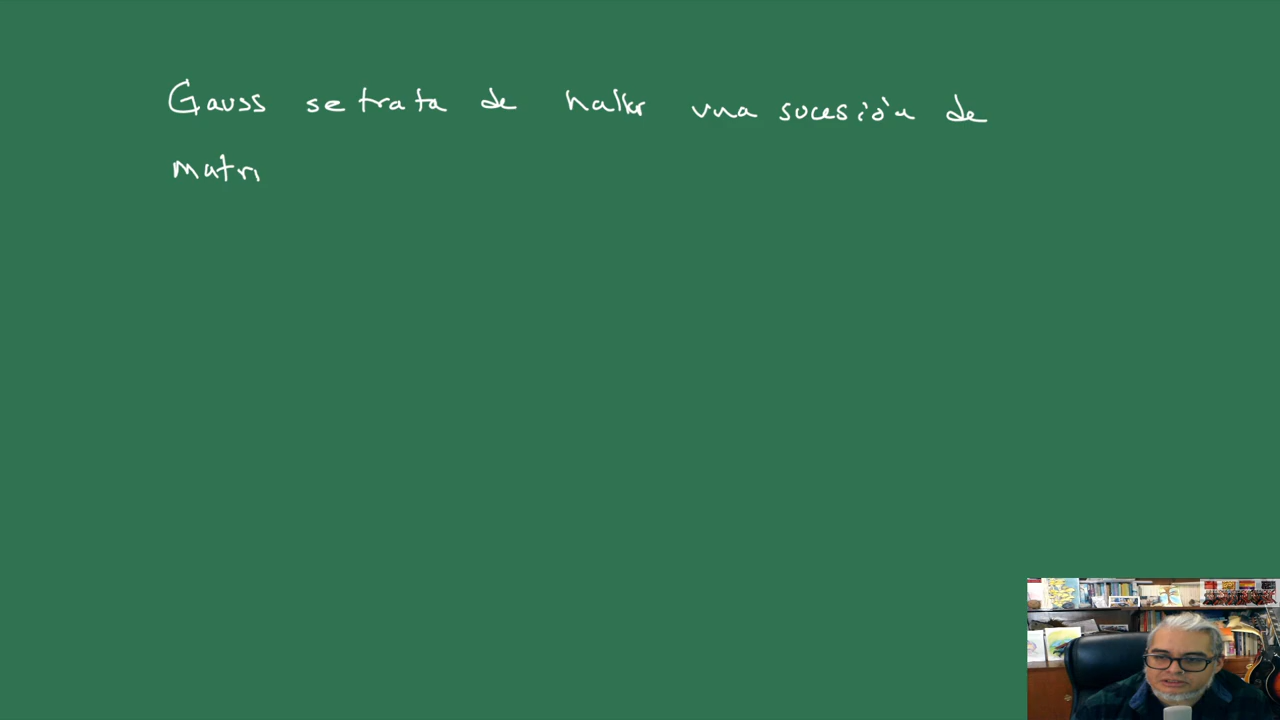 Gauss se trata de hallar una sucesión de
matri